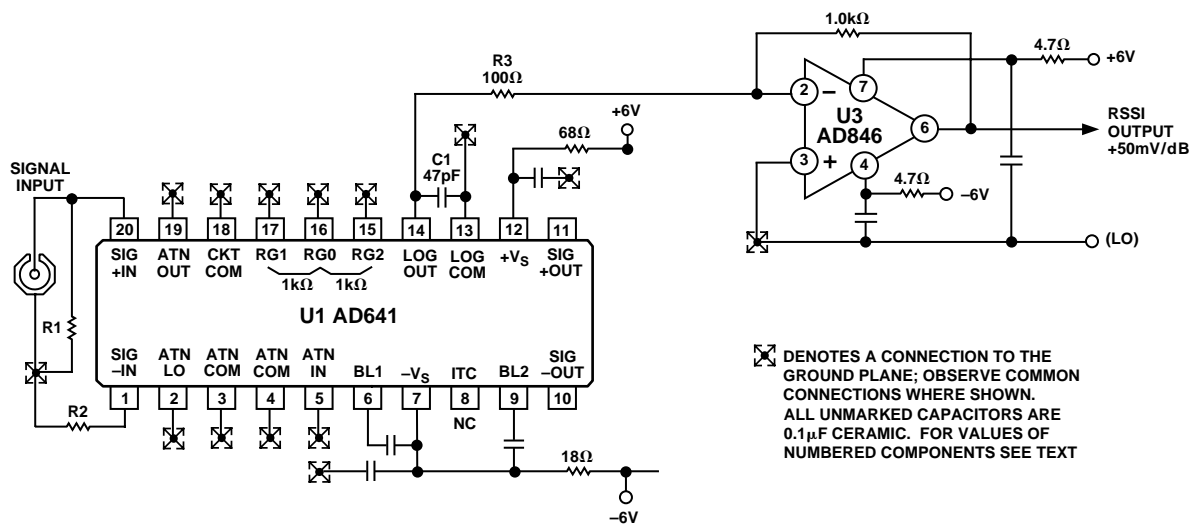 1.0kΩ
4.7Ω
+6V
R3
100Ω
2
–
7
U3
AD846
6
RSSI
OUTPUT
+50mV/dB
3
+
4
4.7Ω
–6V
(LO)
+6V
68Ω
C1
47pF
SIGNAL
INPUT
20
19
18
17
16
15
14
13
12
11
SIG
+IN
ATN
OUT
CKT
COM
RG1
RG0
RG2
LOG
OUT
LOG
COM
+VS
SIG
+OUT
1kΩ
1kΩ
U1 AD641
R1
SIG
–IN
ATN
LO
ATN
COM
ATN
COM
ATN
IN
BL1
–VS
ITC
BL2
SIG
–OUT
1
2
3
4
5
6
7
8
9
10
NC
R2
18Ω
–6V
DENOTES A CONNECTION TO THE
GROUND PLANE; OBSERVE COMMON
CONNECTIONS WHERE SHOWN.
ALL UNMARKED CAPACITORS ARE
0.1µF CERAMIC. FOR VALUES OF
NUMBERED COMPONENTS SEE TEXT